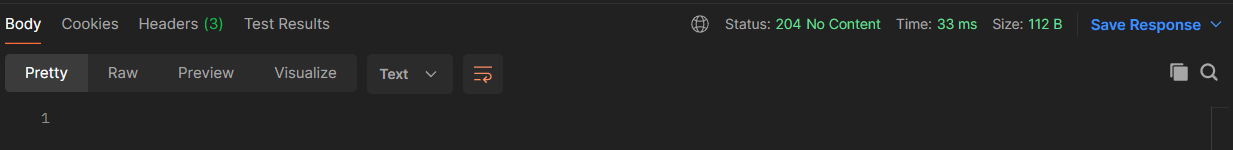 Body Cookies Headers (3) Test Results Status: 204 No Content Time: 33 ms Size: 112 B Save Response
Pretty Raw Preview Visualize Text
1